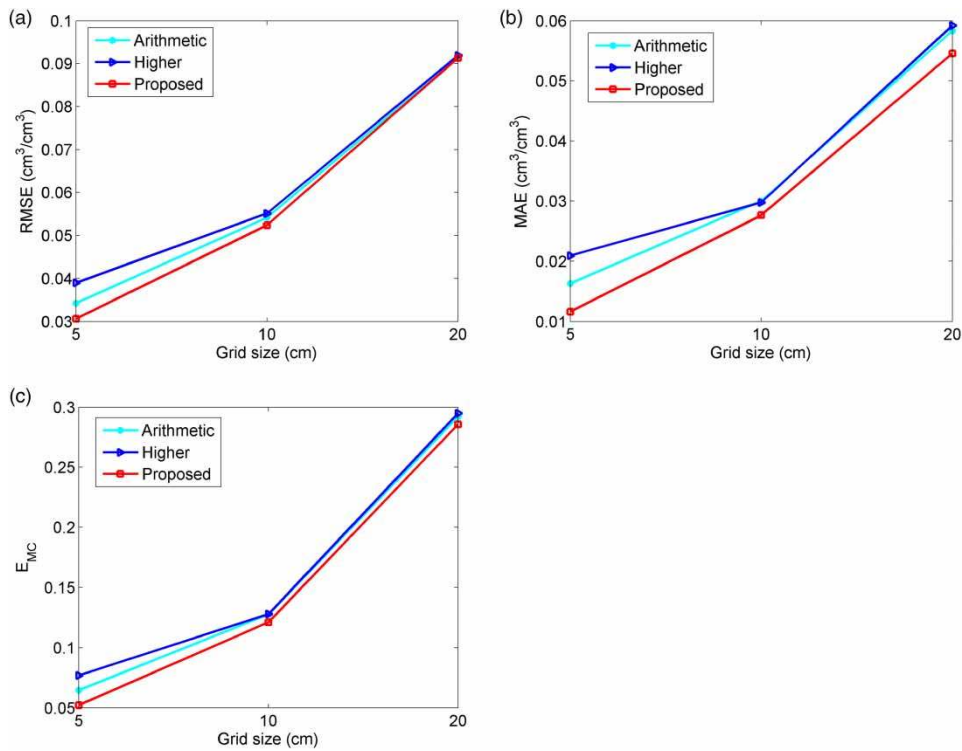 (a)
0.1
0.09
0.08
0.07
0.06
0.05
0.04
0.03
RMSE (cm³/cm³)
Arithmetic
Higher
Proposed
5 10 20
Grid size (cm)
(b)
0.06
0.05
0.04
0.03
0.02
0.01
MAE (cm³/cm³)
Arithmetic
Higher
Proposed
5 10 20
Grid size (cm)
(c)
0.3
0.25
0.2
0.15
0.1
0.05
E_MC
Arithmetic
Higher
Proposed
5 10 20
Grid size (cm)